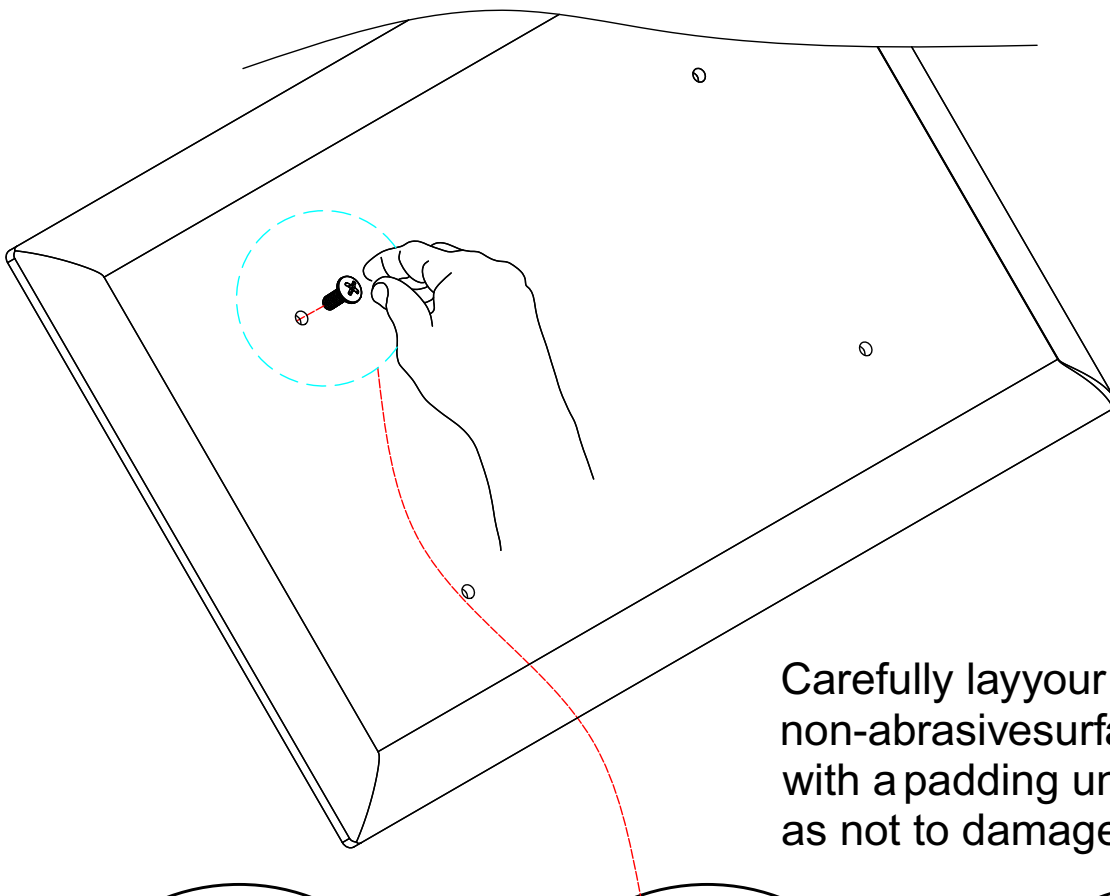 Carefully layyour
non-abrasivesurfa
with a padding un
as not to damage